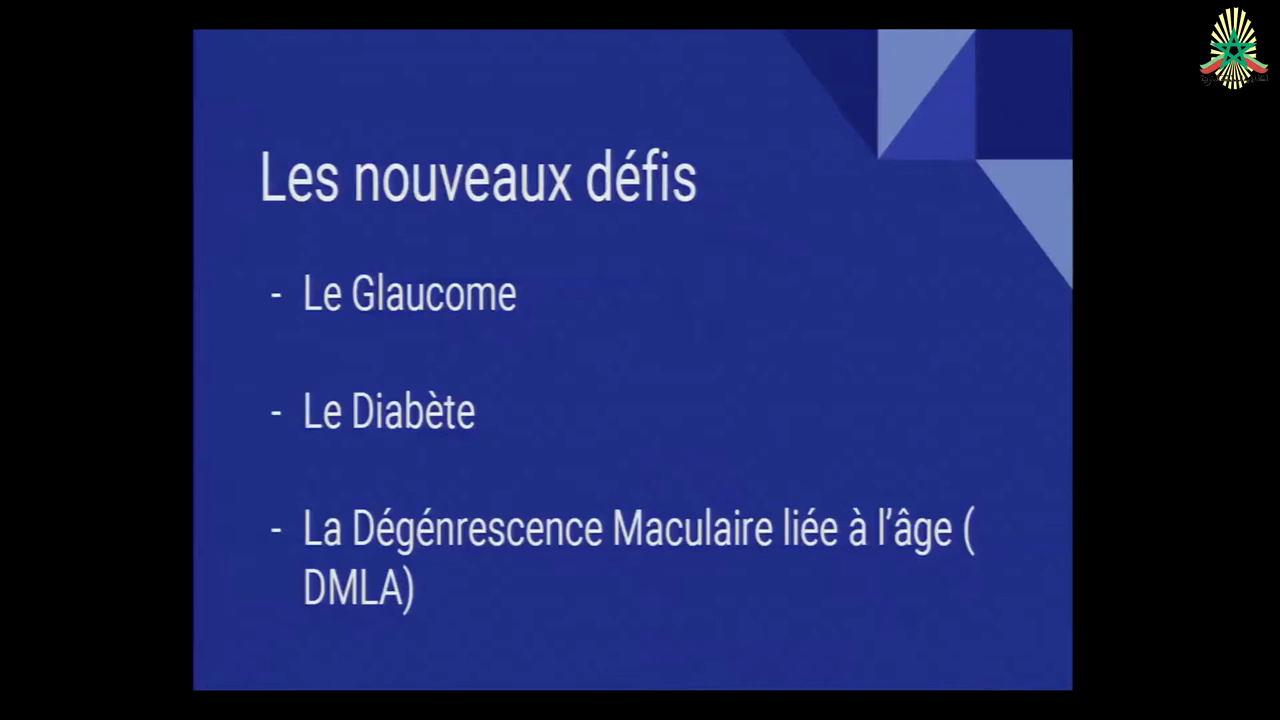 Les nouveaux défis
- Le Glaucome
- Le Diabète
- La Dégénrescence Maculaire liée à l’âge (
DMLA)